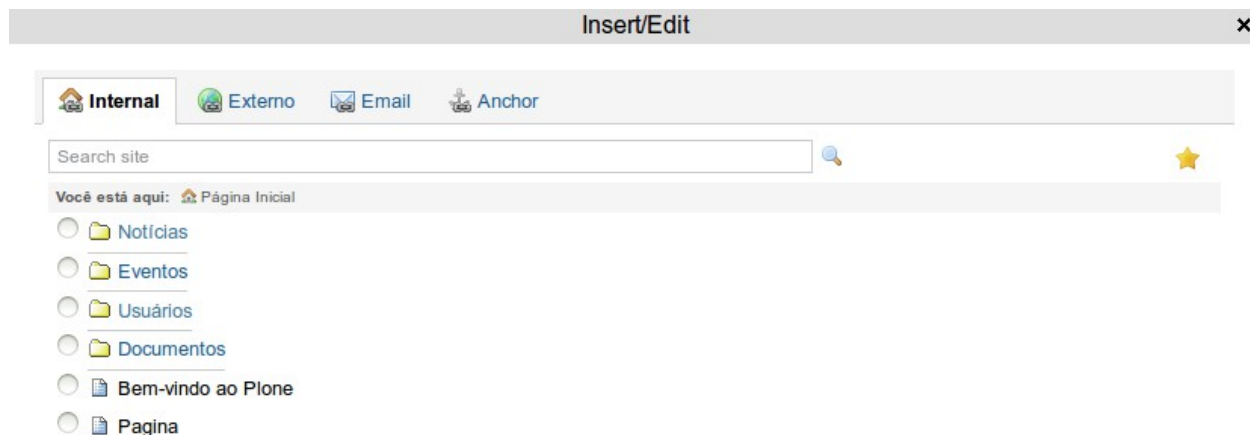 Insert/Edit
Internal Externo Email Anchor
Search site
Você está aqui: Página Inicial
Notícias
Eventos
Usuários
Documentos
Bem-vindo ao Plone
Pagina